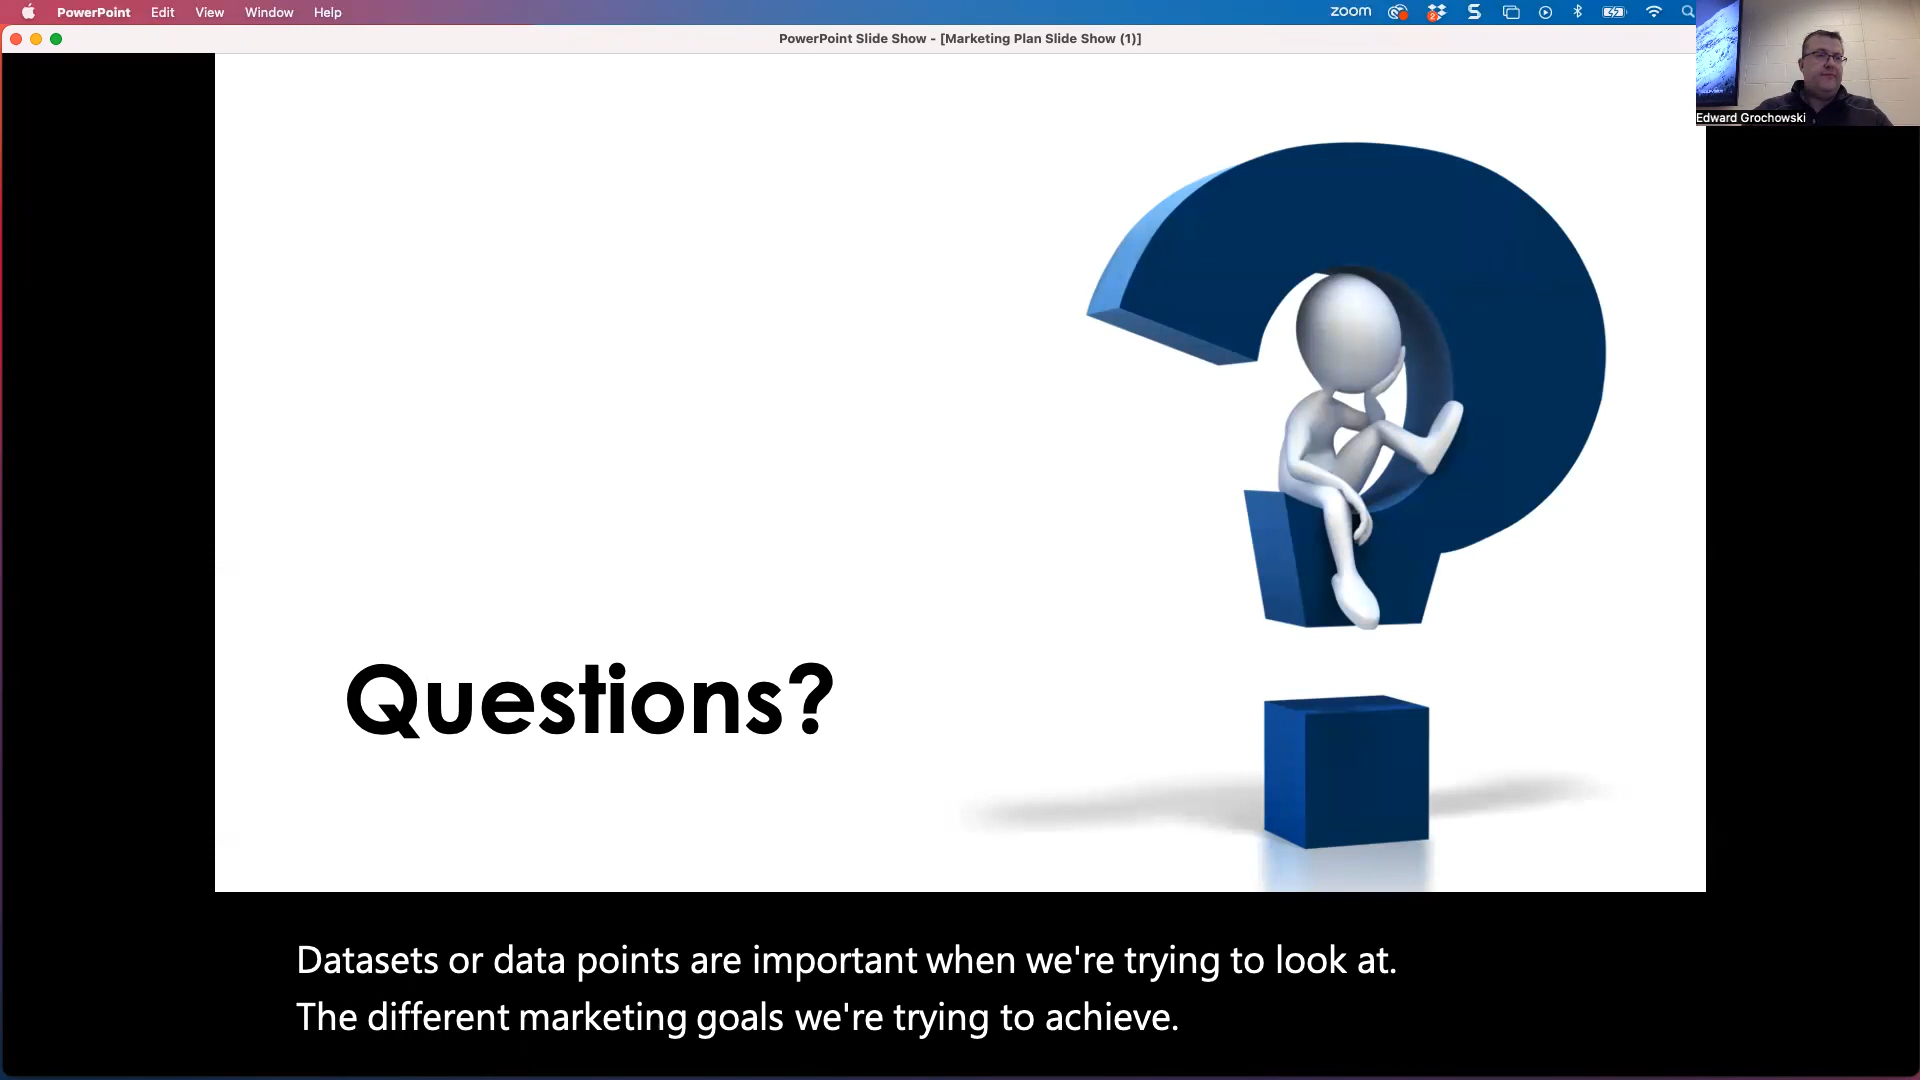 PowerPoint Edit View Window Help
zoom
2
PowerPoint Slide Show - [Marketing Plan Slide Show (1)]
Edward Grochowski
Questions?
Datasets or data points are important when we're trying to look at.
The different marketing goals we're trying to achieve.